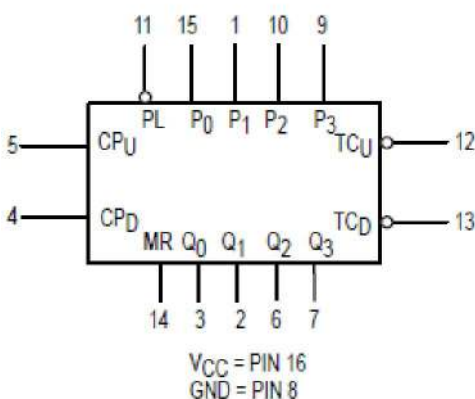 11 15 1 10 9
PL P0 P1 P2 P3
5 CPU TCU 12
4 CPD TCD 13
MR Q0 Q1 Q2 Q3
14 3 2 6 7
VCC = PIN 16
GND = PIN 8